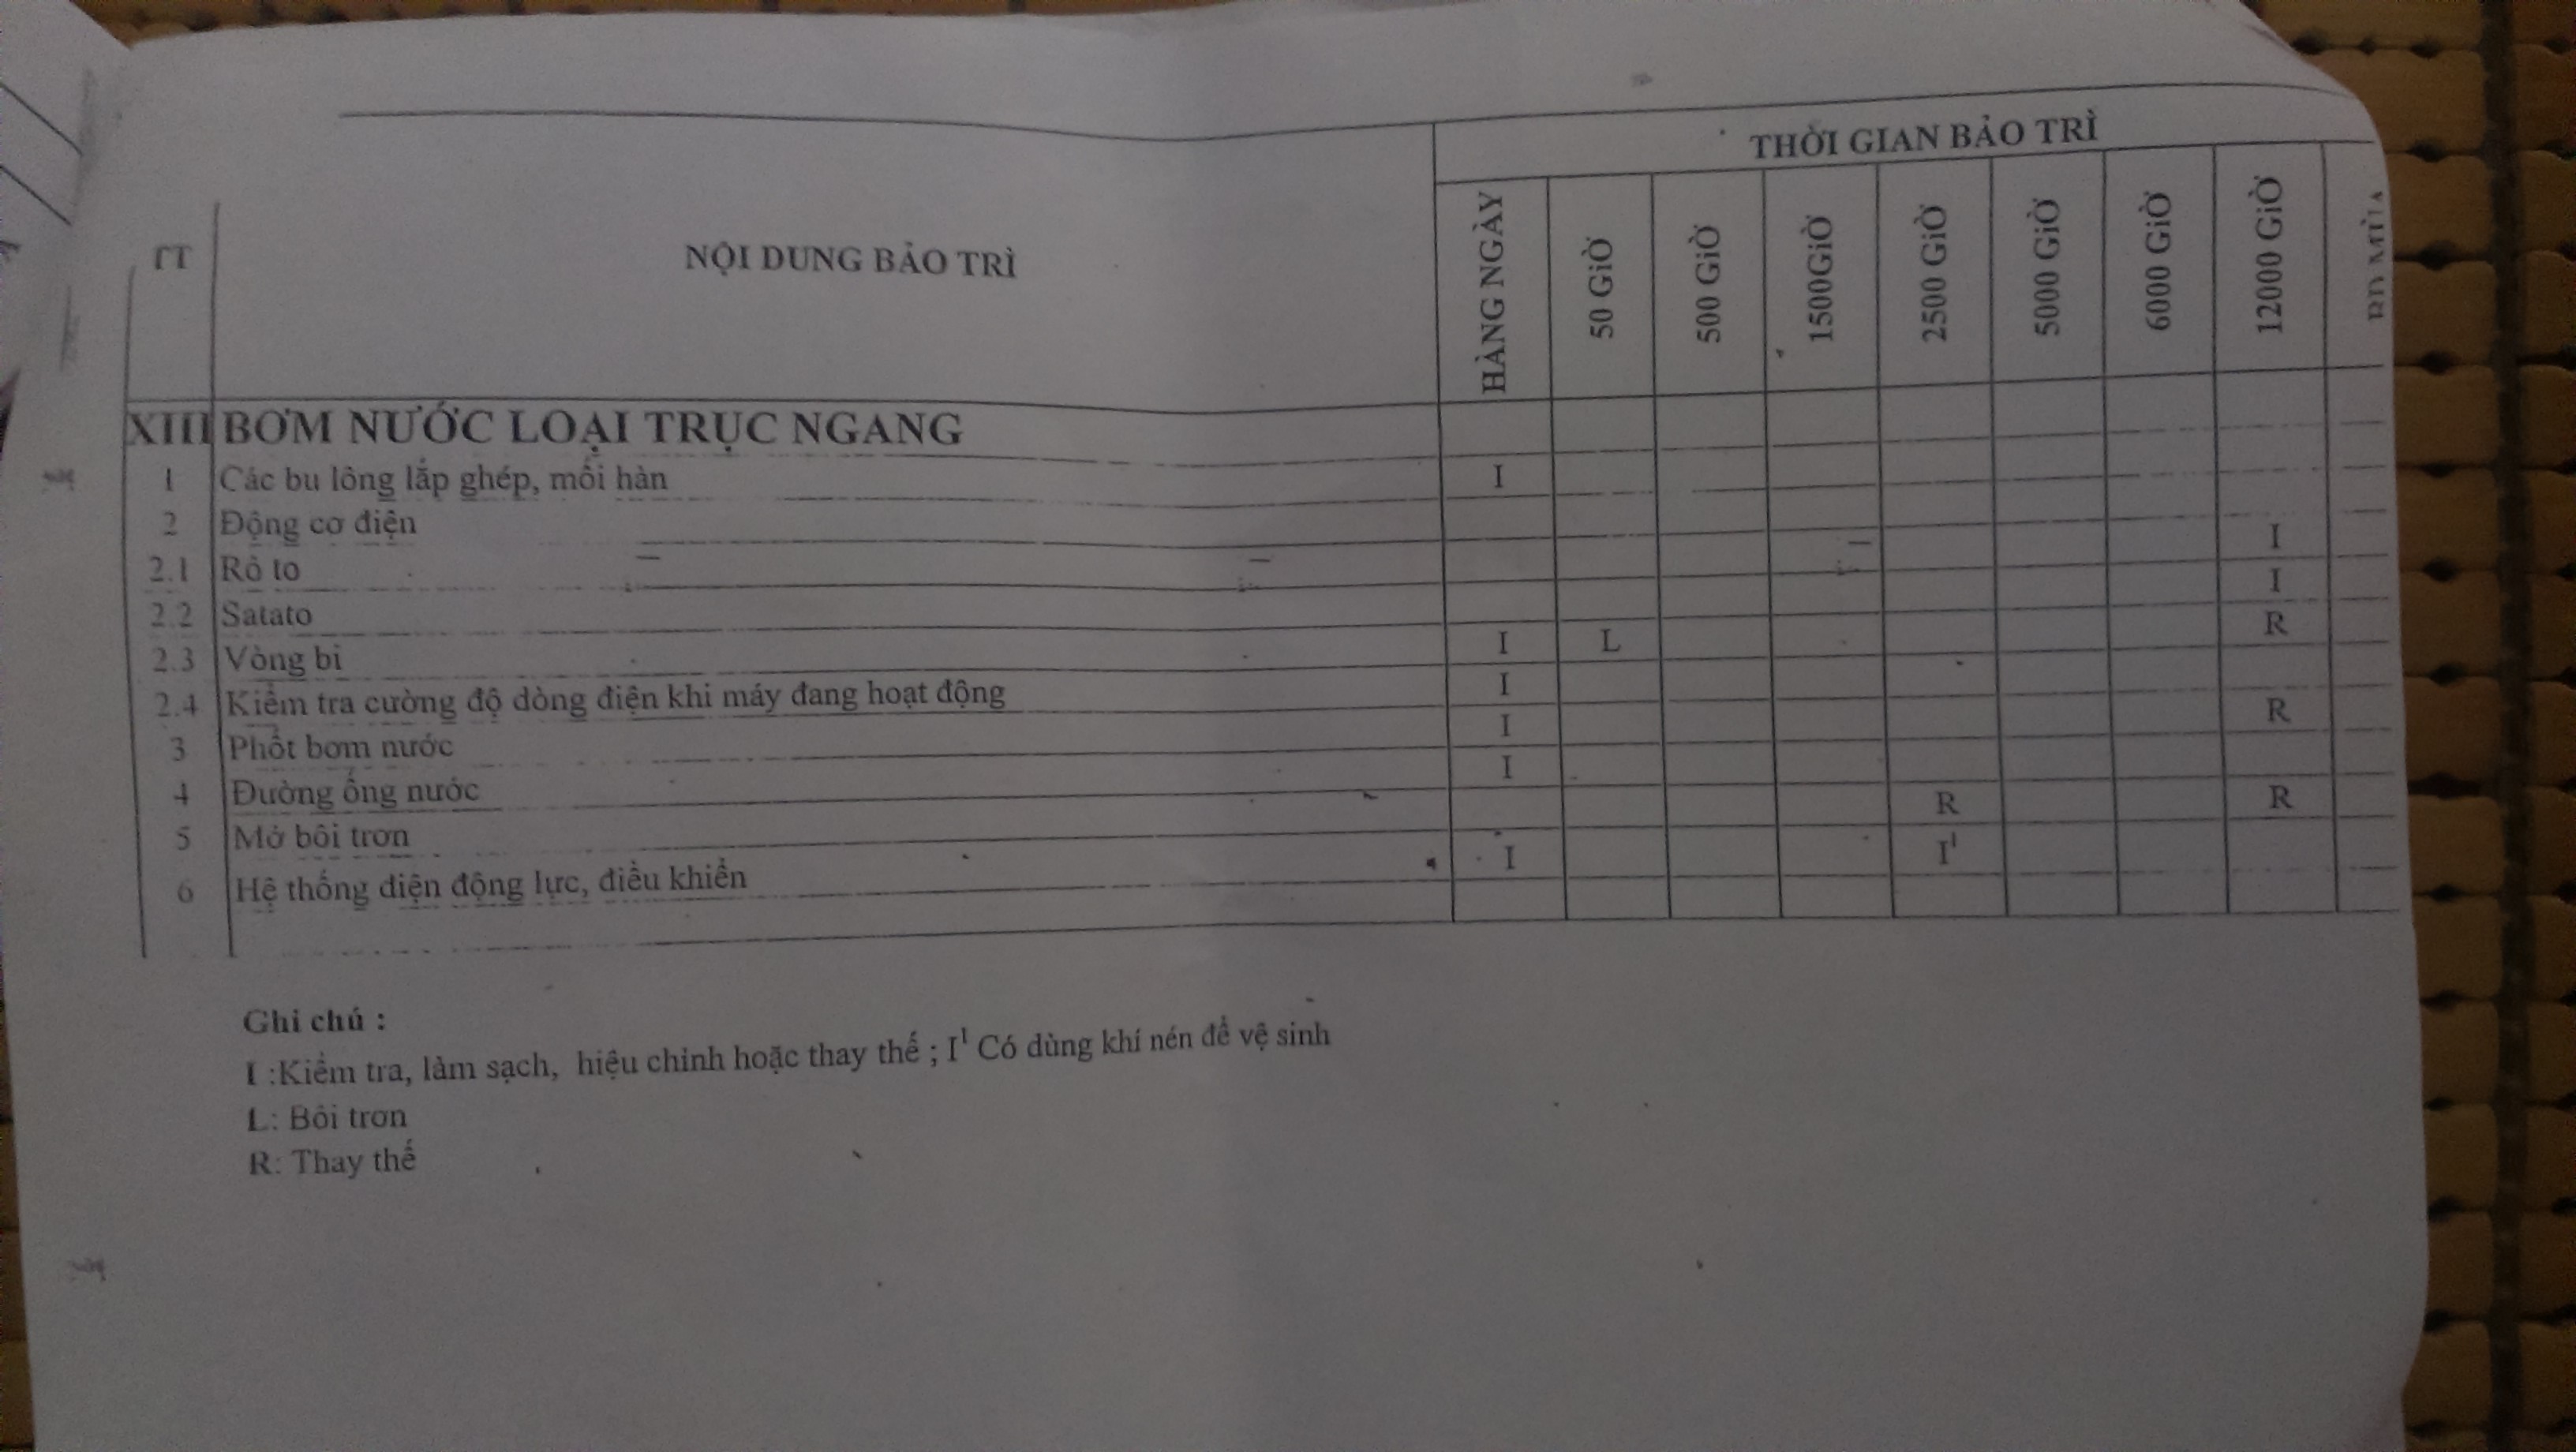 THỜI GIAN BẢO TRÌ
TT NỘI DUNG BẢO TRÌ HÀNG NGÀY 50 GiỜ 500 GiỜ 1500GiỜ 2500 GiỜ 5000 GiỜ 6000 GiỜ 12000 GiỜ
XIII BƠM NƯỚC LOẠI TRỤC NGANG
1 Các bu lông lắp ghép, mối hàn I
2 Động cơ điện
2.1 Rô to I
2.2 Satato I
2.3 Vòng bi I L R
2.4 Kiểm tra cường độ dòng điện khi máy đang hoạt động I
3 Phốt bơm nước I R
4 Đường ống nước I
5 Mở bôi trơn R R
6 Hệ thống điện động lực, điều khiển I I¹
Ghi chú :
I :Kiểm tra, làm sạch, hiệu chỉnh hoặc thay thế ; I¹ Có dùng khí nén để vệ sinh
L: Bôi trơn
R: Thay thế